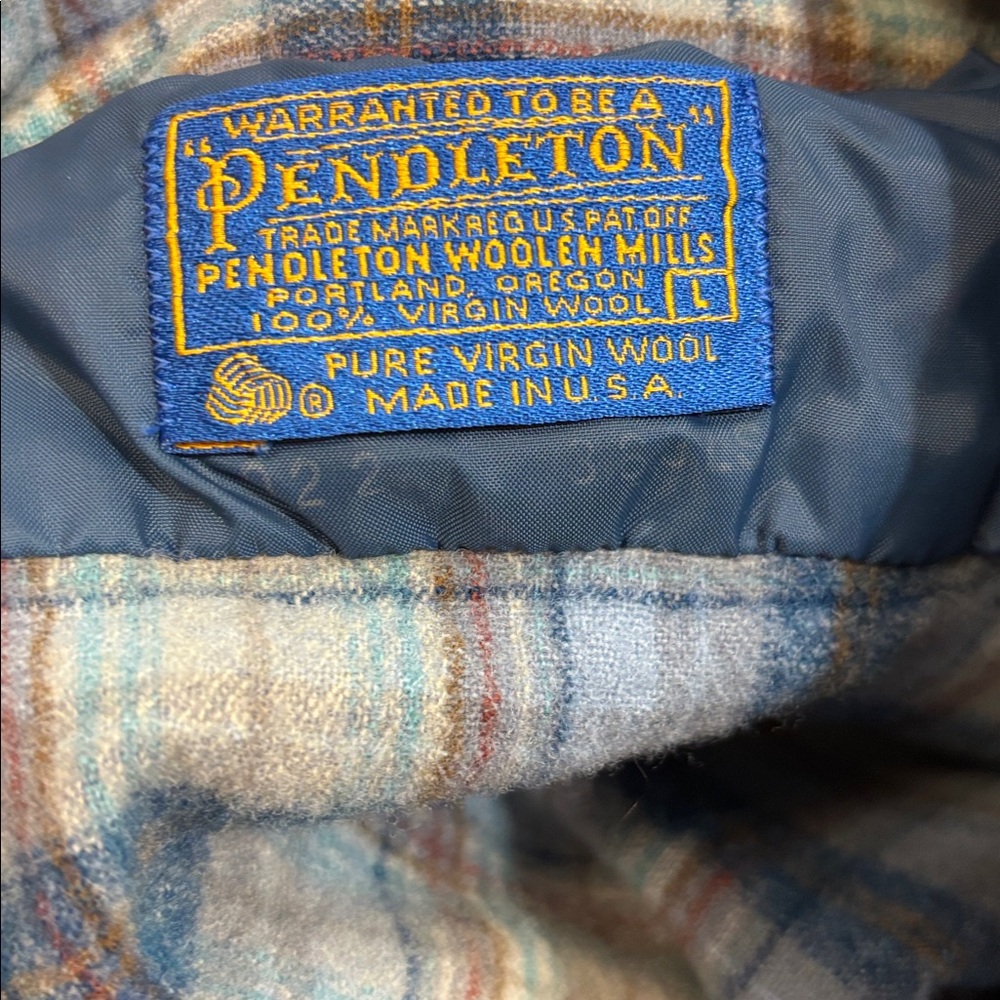 "WARRANTED TO BE A
"PENDLETON"
TRADE MARK REG U.S. PAT. OFF
PENDLETON WOOLEN MILLS
PORTLAND, OREGON
100% VIRGIN WOOL L
PURE VIRGIN WOOL
® MADE IN U.S.A.
22